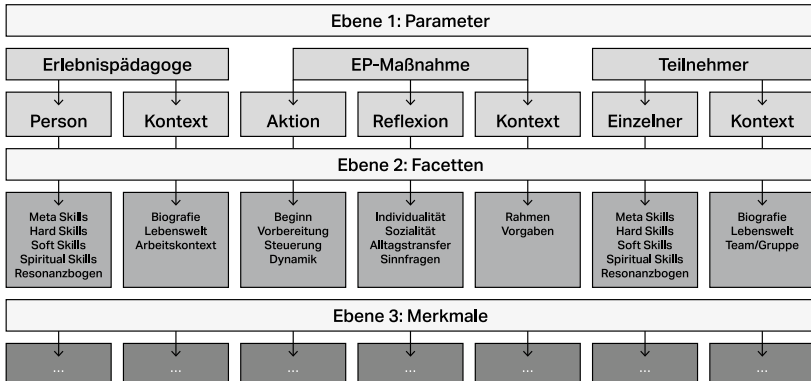 Ebene 1: Parameter
Erlebnispädagoge
EP-Maßnahme
Teilnehmer
Person
Kontext
Aktion
Reflexion
Kontext
Einzelner
Kontext
Ebene 2: Facetten
Meta Skills
Hard Skills
Soft Skills
Spiritual Skills
Resonanzbogen
Biografie
Lebenswelt
Arbeitskontext
Beginn
Vorbereitung
Steuerung
Dynamik
Individualität
Sozialität
Alltagstransfer
Sinnfragen
Rahmen
Vorgaben
Meta Skills
Hard Skills
Soft Skills
Spiritual Skills
Resonanzbogen
Biografie
Lebenswelt
Team/Gruppe
Ebene 3: Merkmale
...
...
...
...
...
...
...